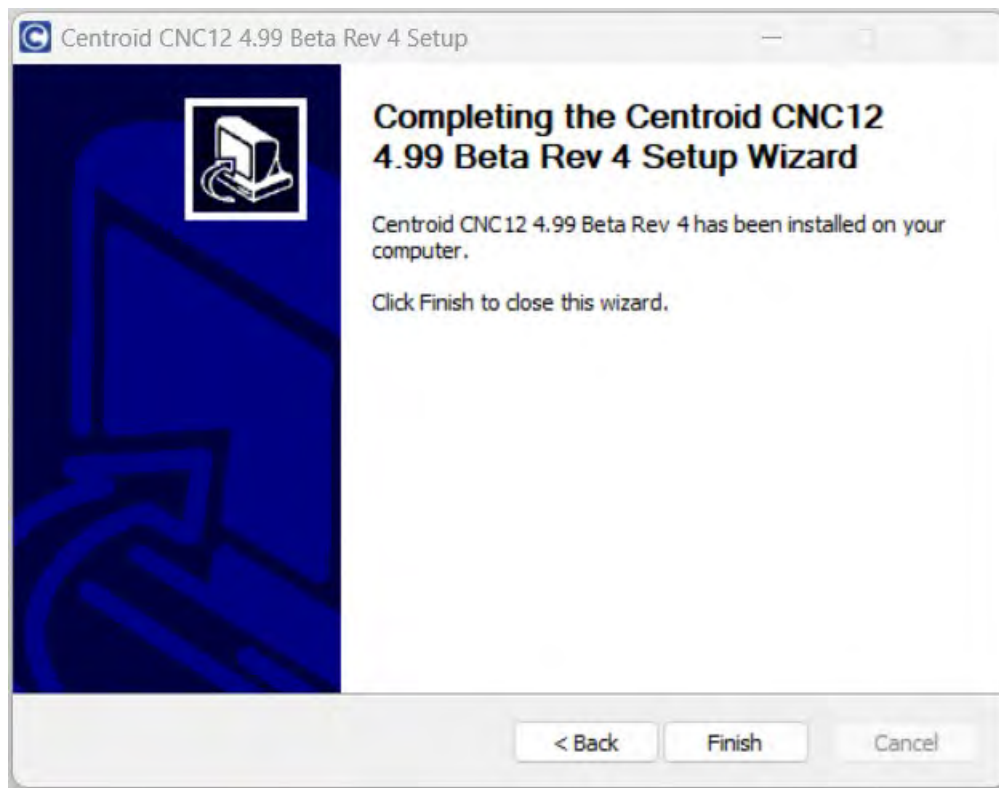 Centroid CNC12 4.99 Beta Rev 4 Setup
Completing the Centroid CNC12
4.99 Beta Rev 4 Setup Wizard
Centroid CNC12 4.99 Beta Rev 4 has been installed on your
computer.
Click Finish to close this wizard.
< Back
Finish
Cancel